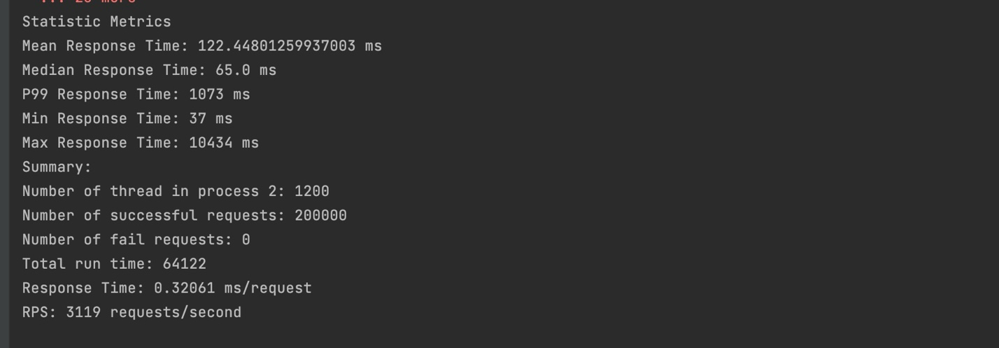 ... 20 more
Statistic Metrics
Mean Response Time: 122.44801259937003 ms
Median Response Time: 65.0 ms
P99 Response Time: 1073 ms
Min Response Time: 37 ms
Max Response Time: 10434 ms
Summary:
Number of thread in process 2: 1200
Number of successful requests: 200000
Number of fail requests: 0
Total run time: 64122
Response Time: 0.32061 ms/request
RPS: 3119 requests/second